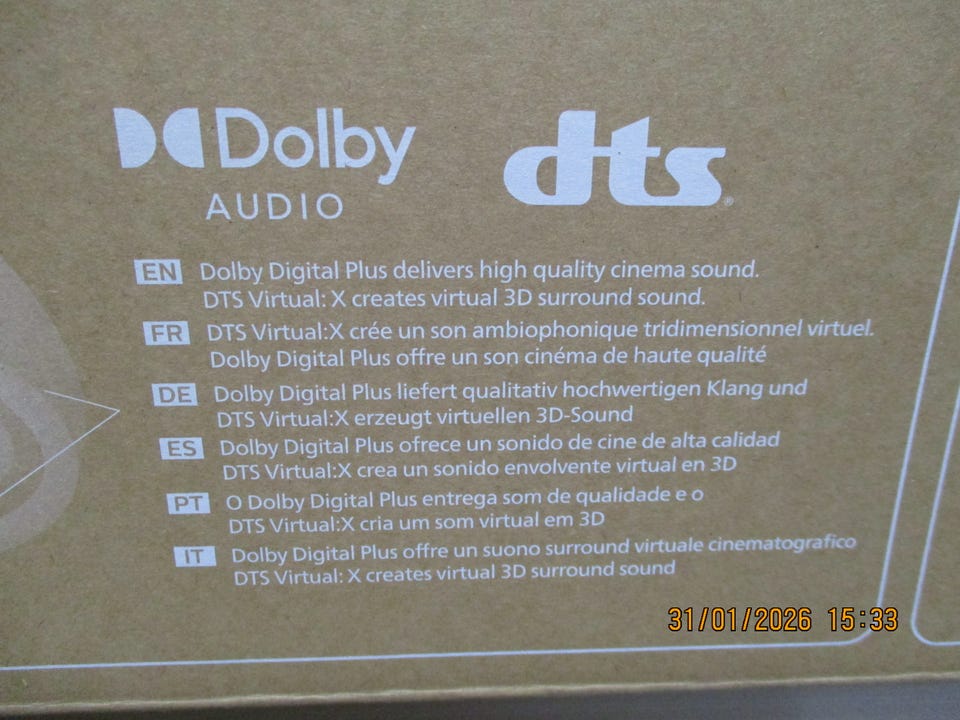 Dolby
AUDIO
dts®
EN Dolby Digital Plus delivers high quality cinema sound.
DTS Virtual: X creates virtual 3D surround sound.
FR DTS Virtual:X crée un son ambiophonique tridimensionnel virtuel.
Dolby Digital Plus offre un son cinéma de haute qualité
DE Dolby Digital Plus liefert qualitativ hochwertigen Klang und
DTS Virtual:X erzeugt virtuellen 3D-Sound
ES Dolby Digital Plus ofrece un sonido de cine de alta calidad
DTS Virtual:X crea un sonido envolvente virtual en 3D
PT O Dolby Digital Plus entrega som de qualidade e o
DTS Virtual:X cria um som virtual em 3D
IT Dolby Digital Plus offre un suono surround virtuale cinematografico
DTS Virtual: X creates virtual 3D surround sound
31/01/2026 15:33